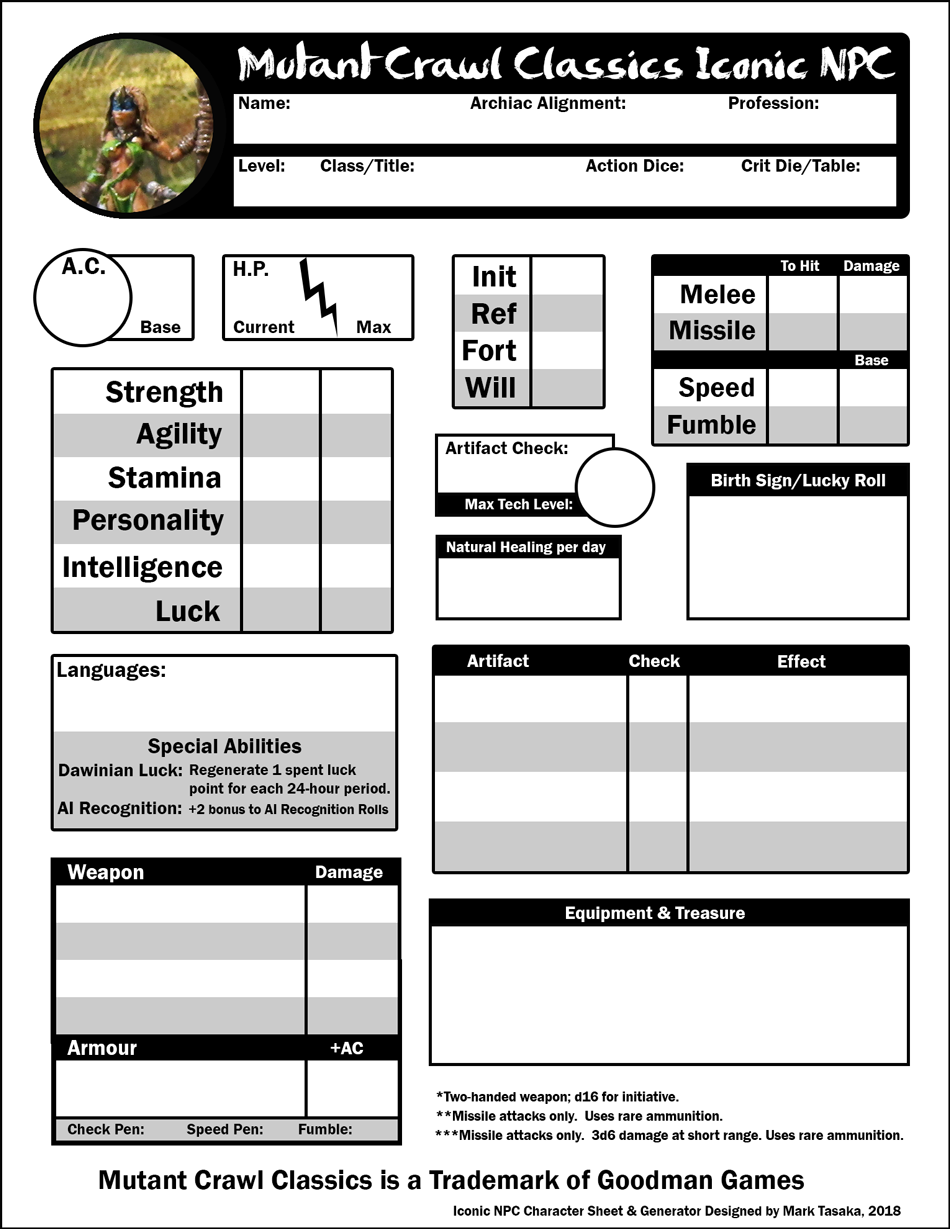 Mutant Crawl Classics Iconic NPC
Name: Archiac Alignment: Profession:
Level: Class/Title: Action Dice: Crit Die/Table:
A.C.
Base
H.P.
Current Max
Init
Ref
Fort
Will
To Hit Damage
Melee
Missile
Base
Speed
Fumble
Strength
Agility
Stamina
Personality
Intelligence
Luck
Artifact Check:
Max Tech Level:
Natural Healing per day
Birth Sign/Lucky Roll
Languages:
Special Abilities
Dawinian Luck: Regenerate 1 spent luck
point for each 24-hour period.
AI Recognition: +2 bonus to AI Recognition Rolls
Artifact Check Effect
Weapon Damage
Armour +AC
Check Pen: Speed Pen: Fumble:
Equipment & Treasure
*Two-handed weapon; d16 for initiative.
**Missile attacks only. Uses rare ammunition.
***Missile attacks only. 3d6 damage at short range. Uses rare ammunition.
Mutant Crawl Classics is a Trademark of Goodman Games
Iconic NPC Character Sheet & Generator Designed by Mark Tasaka, 2018